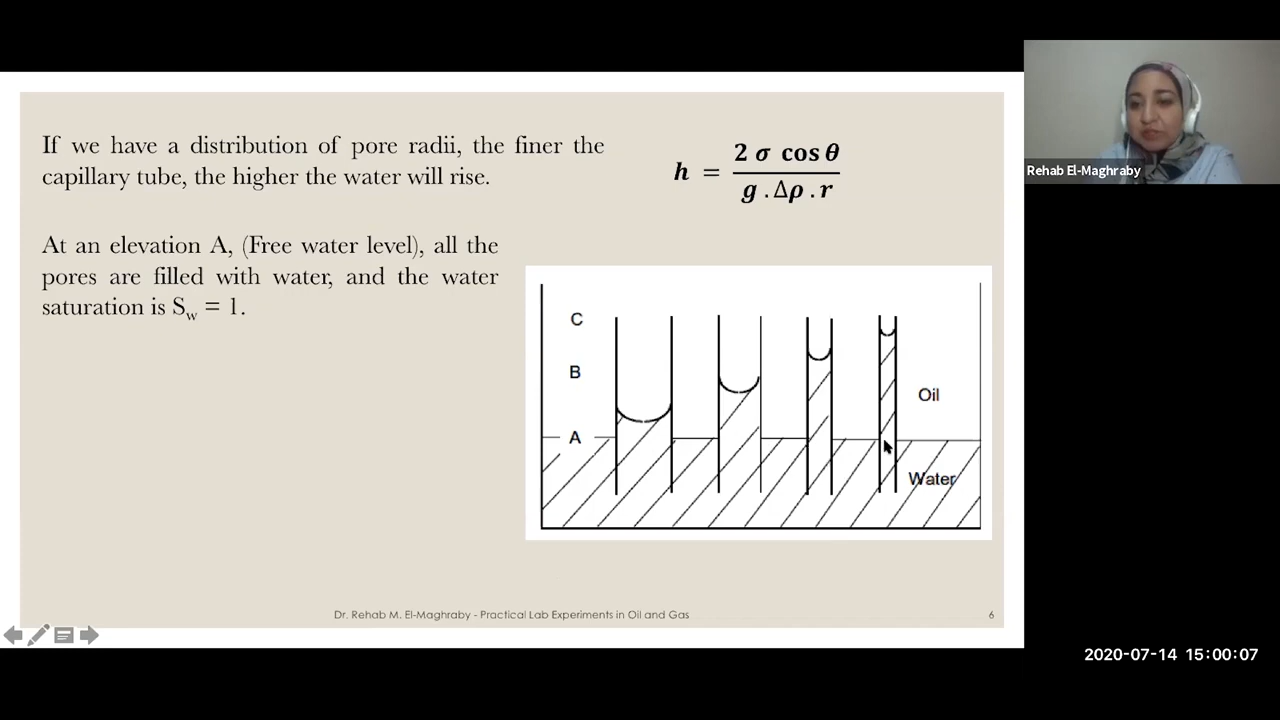 If we have a distribution of pore radii, the finer the
capillary tube, the higher the water will rise.
h = 2 σ cos θ / g . Δρ . r
At an elevation A, (Free water level), all the
pores are filled with water, and the water
saturation is Sw = 1.
C
B
A
Oil
Water
Dr. Rehab M. El-Maghraby - Practical Lab Experiments in Oil and Gas
6
Rehab El-Maghraby
2020-07-14 15:00:07